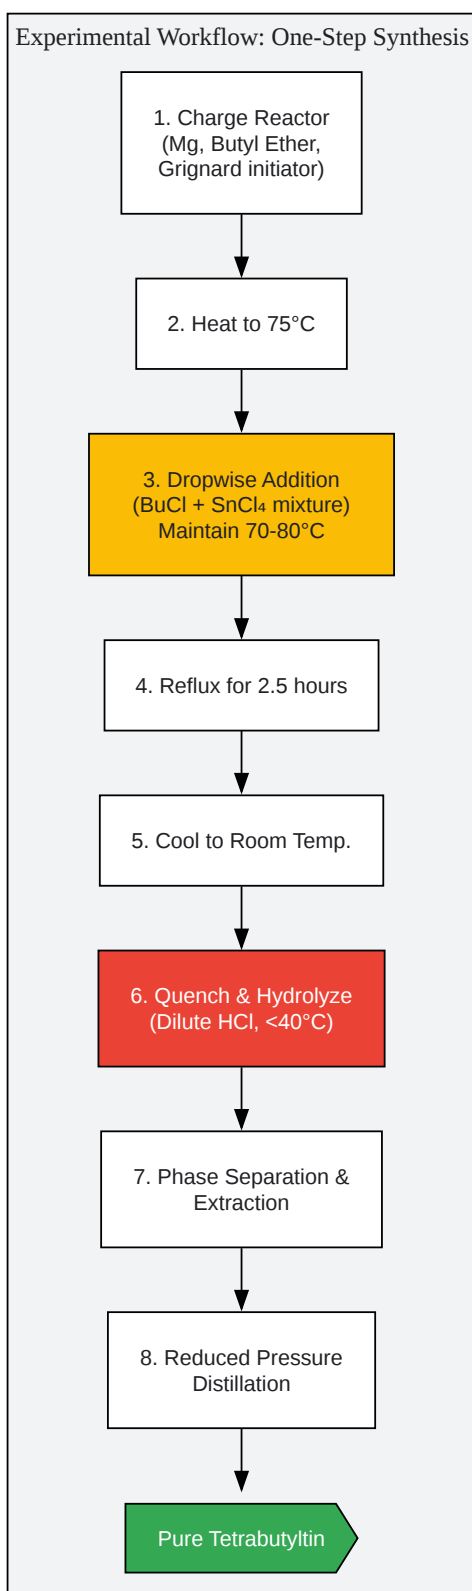 Experimental Workflow: One-Step Synthesis
1. Charge Reactor
(Mg, Butyl Ether,
Grignard initiator)
2. Heat to 75°C
3. Dropwise Addition
(BuCl + SnCl₄ mixture)
Maintain 70-80°C
4. Reflux for 2.5 hours
5. Cool to Room Temp.
6. Quench & Hydrolyze
(Dilute HCl, <40°C)
7. Phase Separation &
Extraction
8. Reduced Pressure
Distillation
Pure Tetrabutyltin